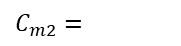 C_{m2} =